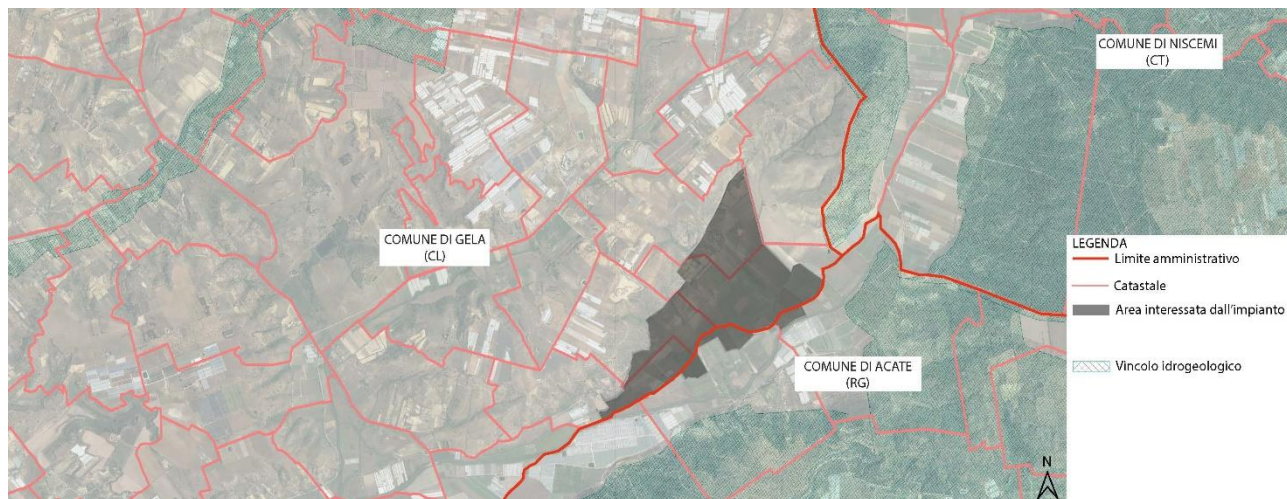 COMUNE DI NISCEMI
(CT)
COMUNE DI GELA
(CL)
COMUNE DI ACATE
(RG)
LEGENDA
Limite amministrativo
Catastale
Area interessata dall'impianto
Vincolo idrogeologico
N